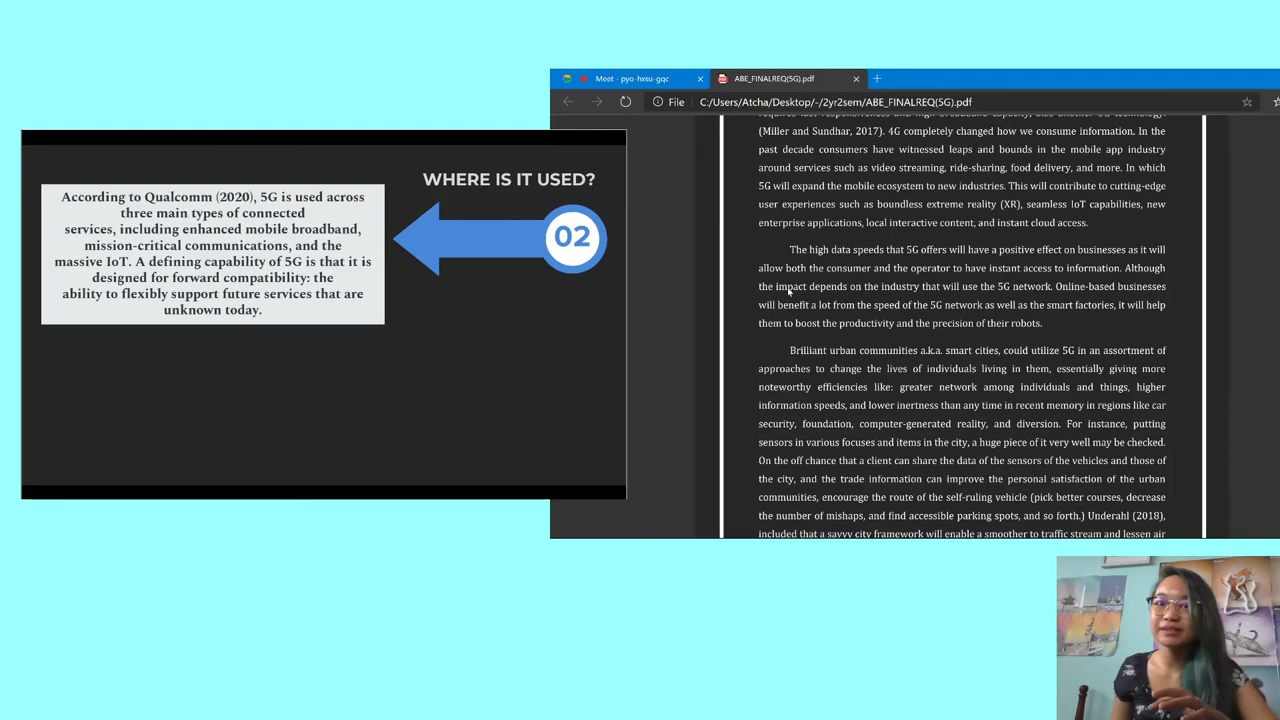 WHERE IS IT USED?
According to Qualcomm (2020), 5G is used across
three main types of connected
services, including enhanced mobile broadband,
mission-critical communications, and the
massive IoT. A defining capability of 5G is that it is
designed for forward compatibility: the
ability to flexibly support future services that are
unknown today.
02
Meet - pyo-hxsu-gqc
ABE_FINALREQ(5G).pdf
File
C:/Users/Atcha/Desktop/-/2yr2sem/ABE_FINALREQ(5G).pdf
(Miller and Sundhar, 2017). 4G completely changed how we consume information. In the
past decade consumers have witnessed leaps and bounds in the mobile app industry
around services such as video streaming, ride-sharing, food delivery, and more. In which
5G will expand the mobile ecosystem to new industries. This will contribute to cutting-edge
user experiences such as boundless extreme reality (XR), seamless IoT capabilities, new
enterprise applications, local interactive content, and instant cloud access.
The high data speeds that 5G offers will have a positive effect on businesses as it will
allow both the consumer and the operator to have instant access to information. Although
the impact depends on the industry that will use the 5G network. Online-based businesses
will benefit a lot from the speed of the 5G network as well as the smart factories, it will help
them to boost the productivity and the precision of their robots.
Brilliant urban communities a.k.a. smart cities, could utilize 5G in an assortment of
approaches to change the lives of individuals living in them, essentially giving more
noteworthy efficiencies like: greater network among individuals and things, higher
information speeds, and lower inertness than any time in recent memory in regions like car
security, foundation, computer-generated reality, and diversion. For instance, putting
sensors in various focuses and items in the city, a huge piece of it very well may be checked.
On the off chance that a client can share the data of the sensors of the vehicles and those of
the city, and the trade information can improve the personal satisfaction of the urban
communities, encourage the route of the self-ruling vehicle (pick better courses, decrease
the number of mishaps, and find accessible parking spots, and so forth.) Underahl (2018),
included that a savvy city framework will enable a smoother to traffic stream and lessen air